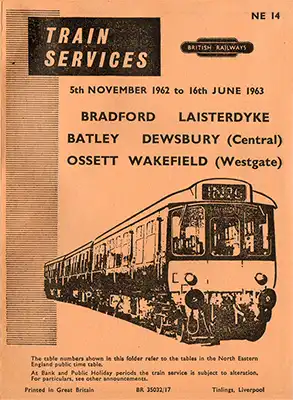 NE 14
TRAIN
SERVICES
BRITISH RAILWAYS
5th NOVEMBER 1962 to 16th JUNE 1963
BRADFORD LAISTERDYKE
BATLEY DEWSBURY (Central)
OSSETT WAKEFIELD (Westgate)
The table numbers shown in this folder refer to the tables in the North Eastern
England public time table.
At Bank and Public Holiday periods the train service is subject to alteration.
For particulars, see other announcements.
Printed in Great Britain BR 35032/17 Tinlings, Liverpool